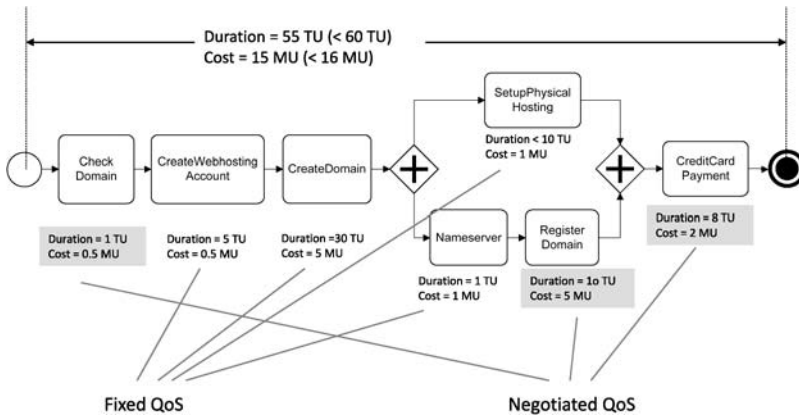 Duration = 55 TU (< 60 TU)
Cost = 15 MU (< 16 MU)
SetupPhysical
Hosting
Duration < 10 TU
Cost = 1 MU
Check
Domain
CreateWebhosting
Account
CreateDomain
CreditCard
Payment
Nameserver
Register
Domain
Duration = 1 TU
Cost = 0.5 MU
Duration = 5 TU
Cost = 0.5 MU
Duration =30 TU
Cost = 5 MU
Duration = 8 TU
Cost = 2 MU
Duration = 1 TU
Cost = 1 MU
Duration = 1o TU
Cost = 5 MU
Fixed QoS
Negotiated QoS